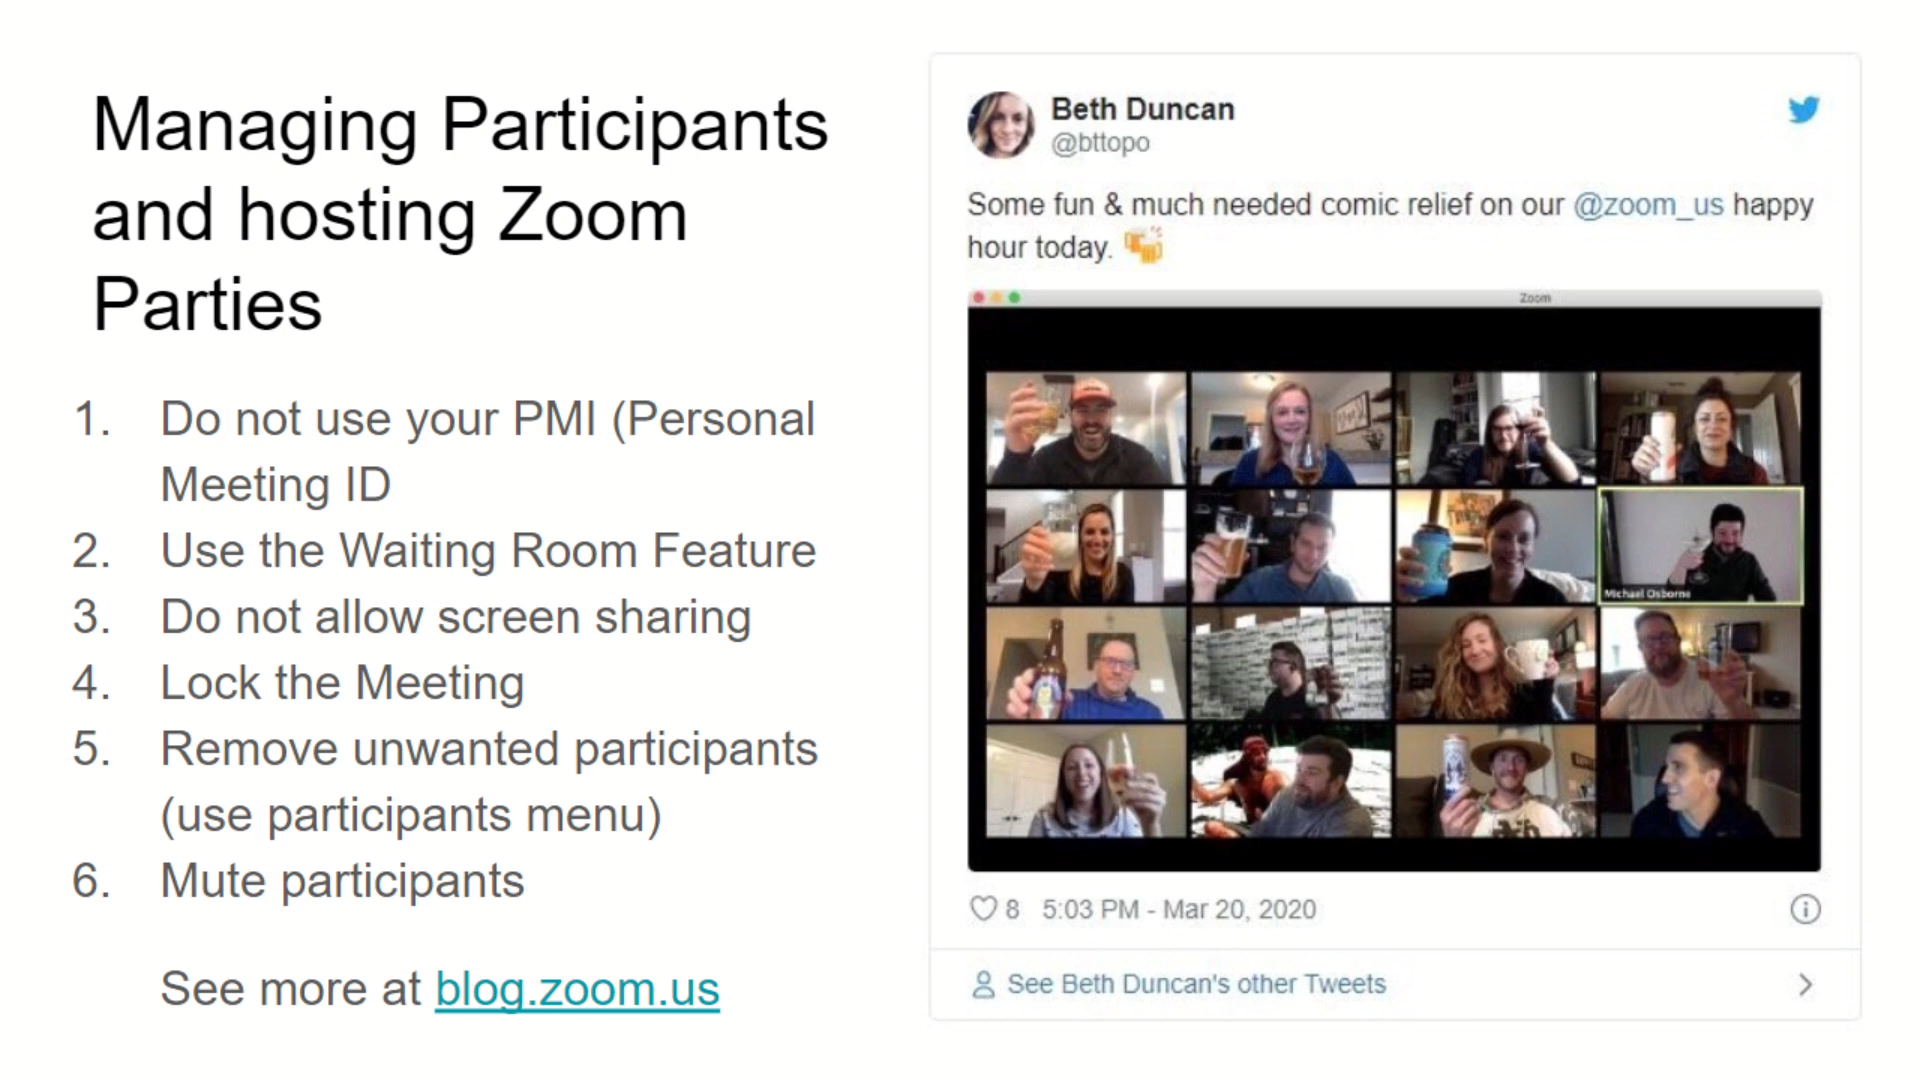 Managing Participants
and hosting Zoom
Parties
1. Do not use your PMI (Personal
Meeting ID
2. Use the Waiting Room Feature
3. Do not allow screen sharing
4. Lock the Meeting
5. Remove unwanted participants
(use participants menu)
6. Mute participants
See more at blog.zoom.us
Beth Duncan
@bttopo
Some fun & much needed comic relief on our @zoom_us happy
hour today.
Zoom
Michael Osborne
8 5:03 PM - Mar 20, 2020
See Beth Duncan's other Tweets